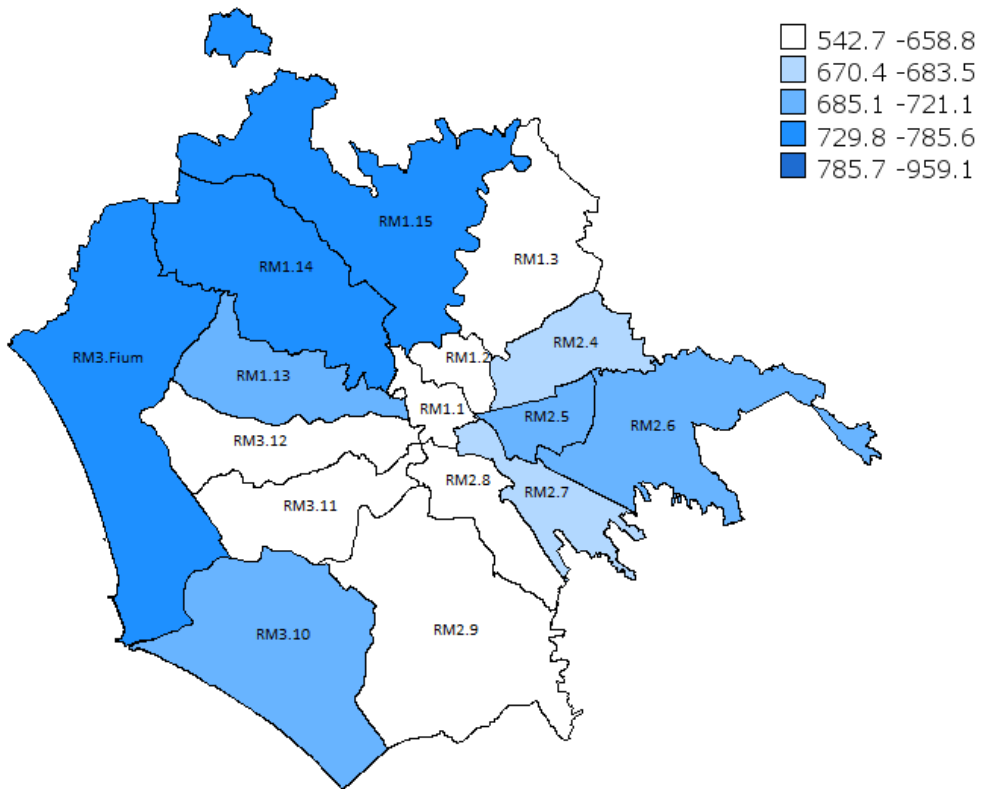 542.7 -658.8
670.4 -683.5
685.1 -721.1
729.8 -785.6
785.7 -959.1
RM1.15
RM1.3
RM1.14
RM3.Fium
RM1.2
RM2.4
RM1.13
RM1.1
RM2.5
RM2.6
RM3.12
RM2.8
RM2.7
RM3.11
RM3.10
RM2.9